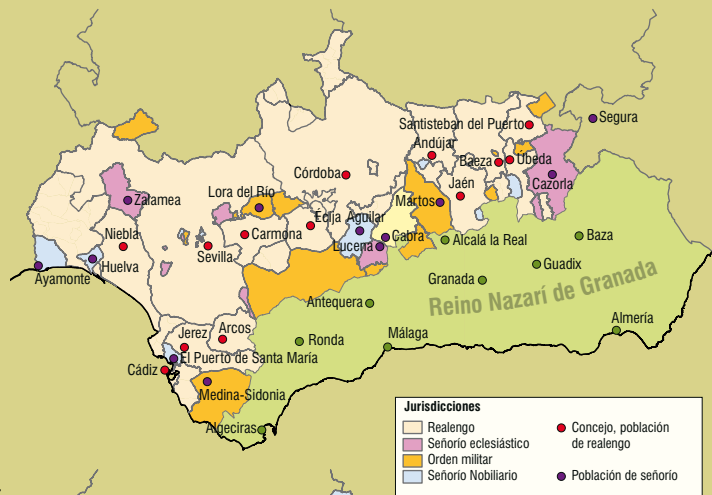 Santisteban del Puerto
Segura
Andújar
Baeza
Úbeda
Córdoba
Jaén
Cazorla
Zalamea
Lora del Río
Martos
Écija
Aguilar
Niebla
Carmona
Lucena
Cabra
Alcalá la Real
Baza
Sevilla
Huelva
Guadix
Ayamonte
Granada
Reino Nazarí de Granada
Antequera
Almería
Jerez
Arcos
Ronda
Málaga
El Puerto de Santa María
Cádiz
Medina-Sidonia
Algeciras
Jurisdicciones
Realengo
Señorío eclesiástico
Orden militar
Señorío Nobiliario
Concejo, población
de realengo
Población de señorío